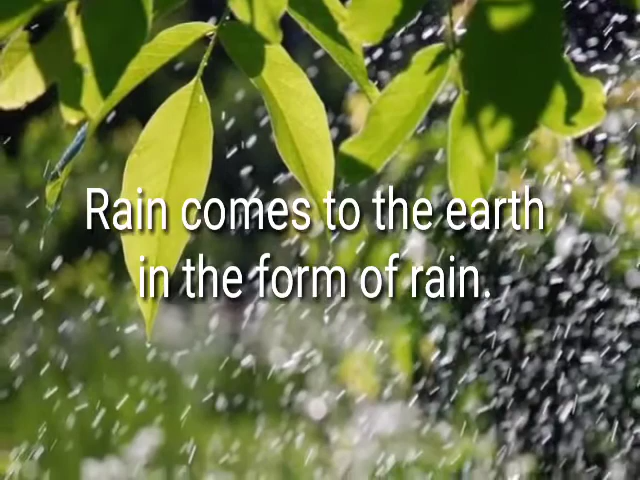 Rain comes to the earth
in the form of rain.